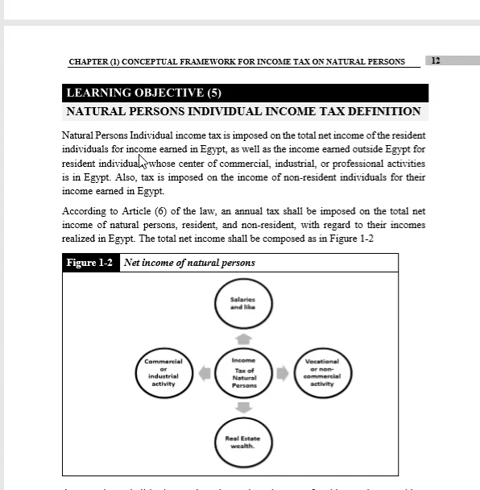 CHAPTER (1) CONCEPTUAL FRAMEWORK FOR INCOME TAX ON NATURAL PERSONS 12
LEARNING OBJECTIVE (5)
NATURAL PERSONS INDIVIDUAL INCOME TAX DEFINITION
Natural Persons Individual income tax is imposed on the total net income of the resident
individuals for income earned in Egypt, as well as the income earned outside Egypt for
resident individuals whose center of commercial, industrial, or professional activities
is in Egypt. Also, tax is imposed on the income of non-resident individuals for their
income earned in Egypt.
According to Article (6) of the law, an annual tax shall be imposed on the total net
income of natural persons, resident, and non-resident, with regard to their incomes
realized in Egypt. The total net income shall be composed as in Figure 1-2
Figure 1-2 Net income of natural persons
Salaries
and like
Commercial
or
industrial
activity
Income
Tax of
Natural
Persons
Vocational
or non-
commercial
activity
Real Estate
wealth.